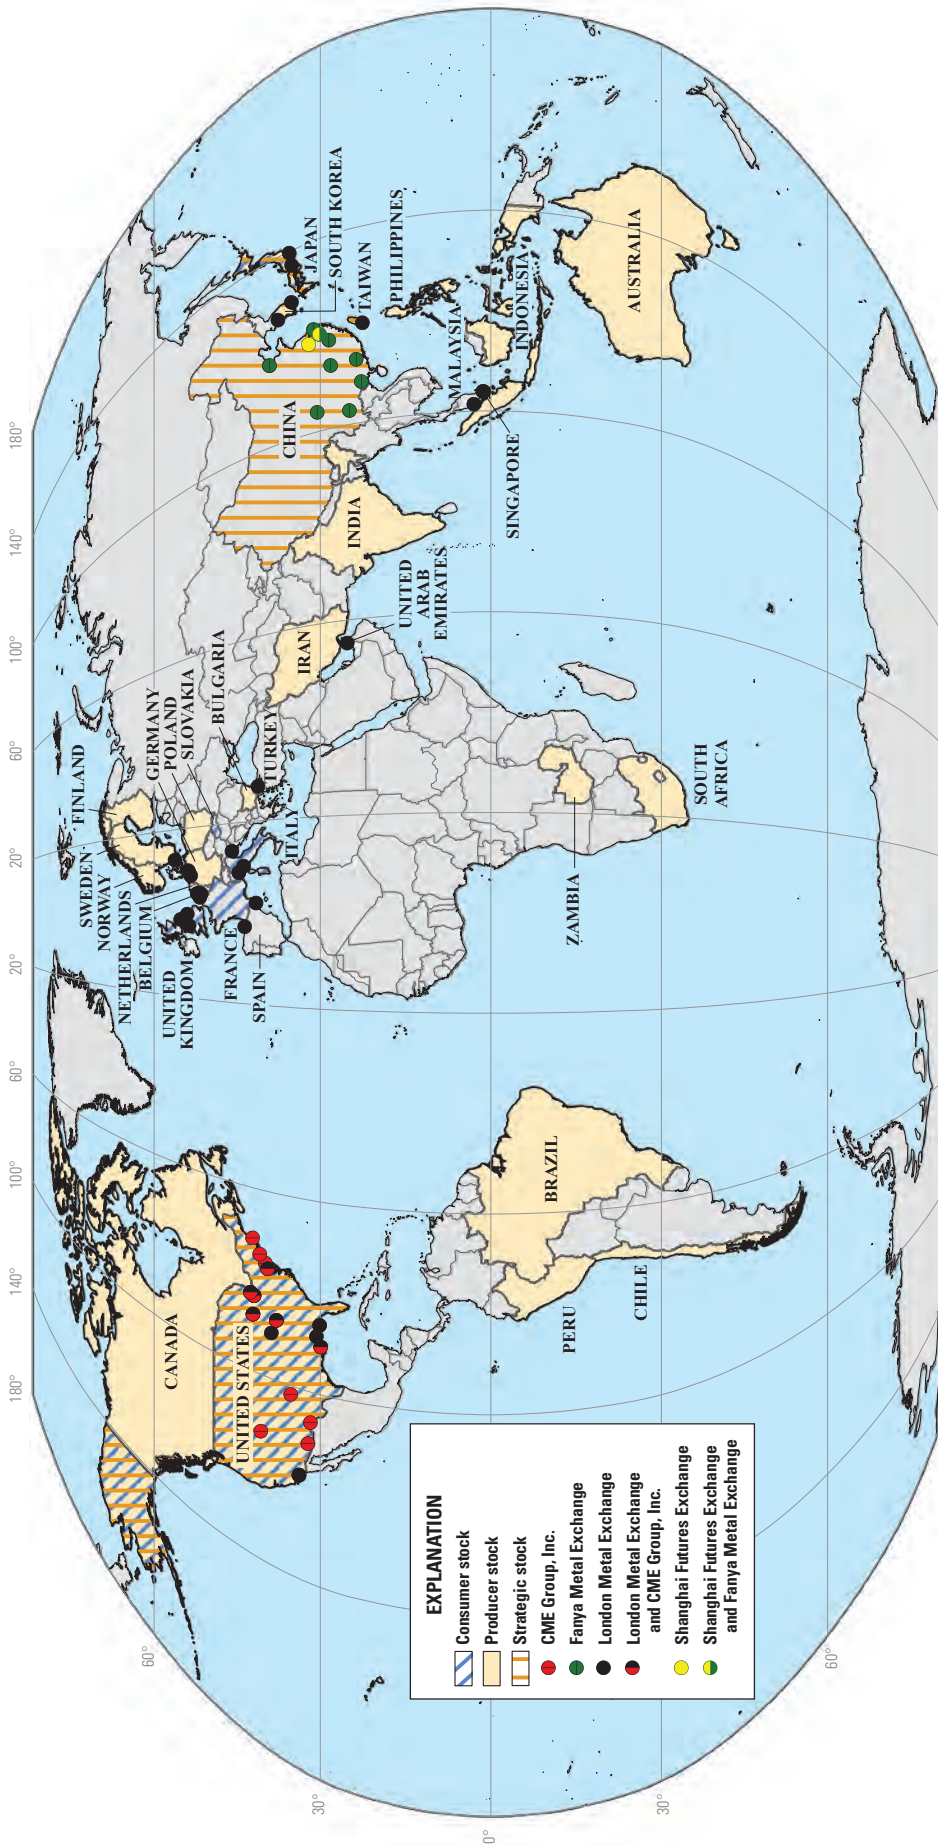 180°
140°
100°
60°
20°
20°
60°
100°
140°
180°
60°
30°
0°
30°
60°
CANADA
UNITED STATES
BRAZIL
PERU
CHILE
FINLAND
SWEDEN
NORWAY
NETHERLANDS
BELGIUM
UNITED
KINGDOM
FRANCE
SPAIN
GERMANY
POLAND
SLOVAKIA
BULGARIA
TURKEY
ITALY
IRAN
UNITED
ARAB
EMIRATES
INDIA
CHINA
JAPAN
SOUTH KOREA
TAIWAN
PHILIPPINES
MALAYSIA
INDONESIA
SINGAPORE
AUSTRALIA
ZAMBIA
SOUTH
AFRICA
EXPLANATION
Consumer stock
Producer stock
Strategic stock
CME Group, Inc.
Fanya Metal Exchange
London Metal Exchange
London Metal Exchange
and CME Group, Inc.
Shanghai Futures Exchange
Shanghai Futures Exchange
and Fanya Metal Exchange